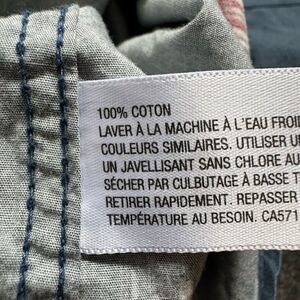 100% COTON
LAVER À LA MACHINE À L'EAU FROID
COULEURS SIMILAIRES. UTILISER
UN JAVELLISANT SANS CHLORE AU
SÉCHER PAR CULBUTAGE À BASSE T
RETIRER RAPIDEMENT. REPASSER
TEMPÉRATURE AU BESOIN. CA571